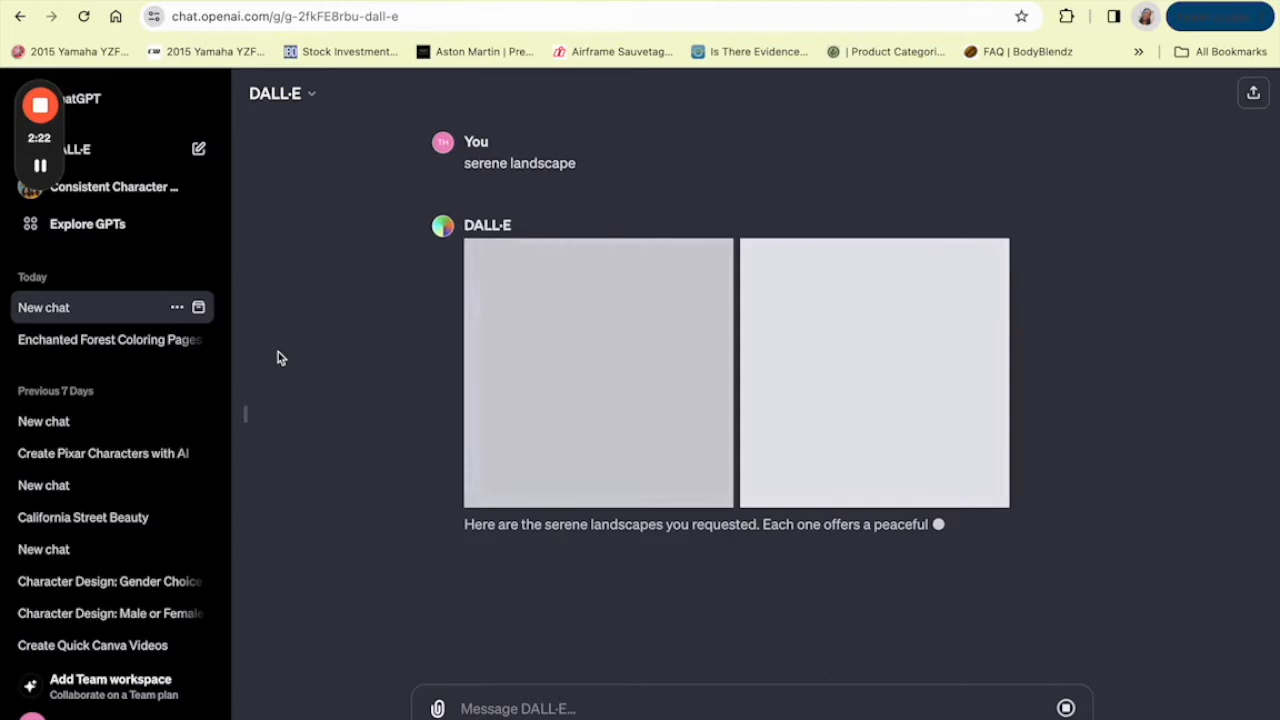 chat.openai.com/g/g-2fkFE8rbu-dall-e
2015 Yamaha YZF...
2015 Yamaha YZF...
Stock Investment...
Aston Martin | Pre...
Airframe Sauvetag...
Is There Evidence...
| Product Categori...
FAQ | BodyBlendz
»
All Bookmarks
atGPT
2:22
LL·E
Consistent Character ...
Explore GPTs
Today
New chat
Enchanted Forest Coloring Pages
Previous 7 Days
New chat
Create Pixar Characters with AI
New chat
California Street Beauty
New chat
Character Design: Gender Choice
Character Design: Male or Female
Create Quick Canva Videos
Add Team workspace
Collaborate on a Team plan
DALL·E
TH You
serene landscape
DALL·E
Here are the serene landscapes you requested. Each one offers a peaceful
Message DALL·E...